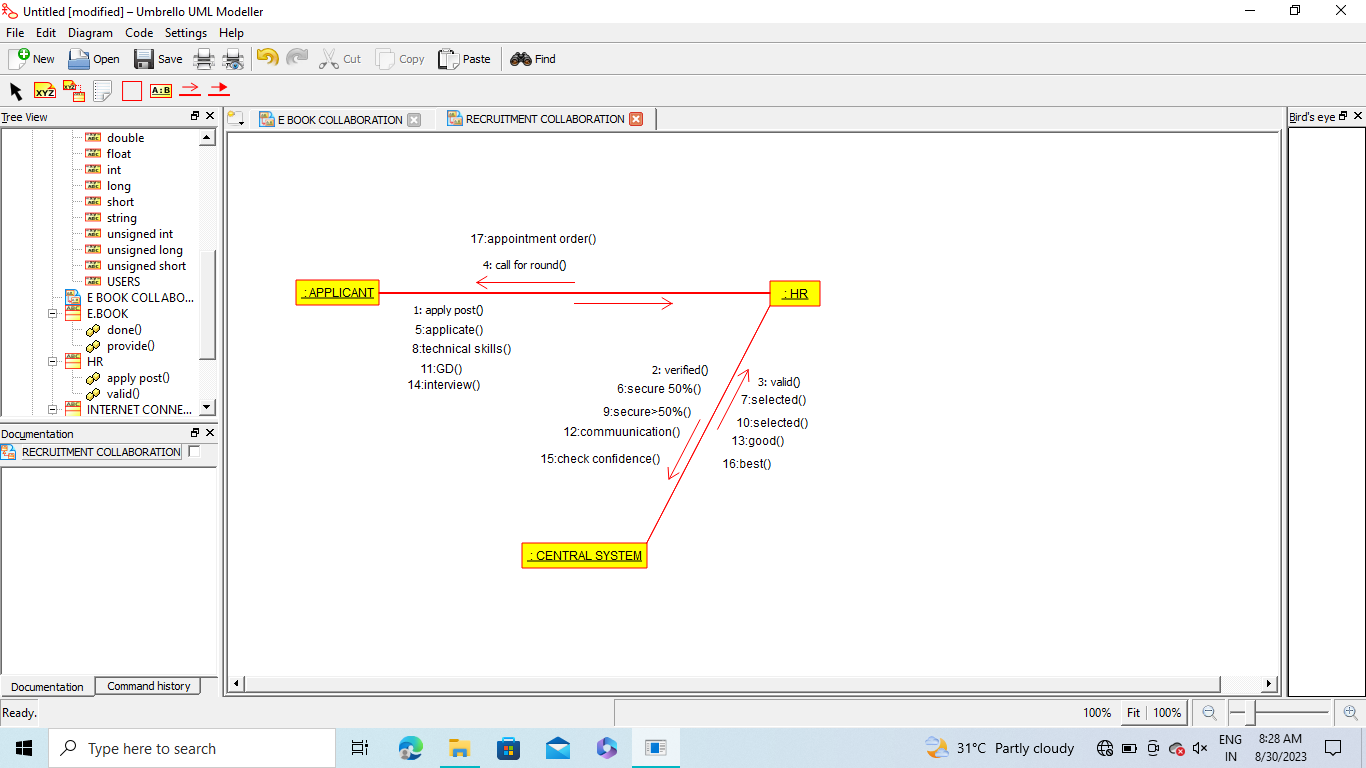 Untitled [modified] – Umbrello UML Modeller
File Edit Diagram Code Settings Help
New Open Save Cut Copy Paste Find
XYZ XYZ A:B
Tree View
E BOOK COLLABORATION RECRUITMENT COLLABORATION
Bird's eye
double
float
int
long
short
string
unsigned int
unsigned long
unsigned short
USERS
E BOOK COLLABO...
E.BOOK
done()
provide()
HR
apply post()
valid()
INTERNET CONNE...
Documentation
RECRUITMENT COLLABORATION
Documentation Command history
17:appointment order()
4: call for round()
: APPLICANT
: HR
1: apply post()
5:applicate()
8:technical skills()
11:GD()
14:interview()
2: verified()
6:secure 50%()
9:secure>50%()
12:commuunication()
15:check confidence()
3: valid()
7:selected()
10:selected()
13:good()
16:best()
: CENTRAL SYSTEM
Ready.
100% Fit 100%
Type here to search
31°C Partly cloudy
ENG
IN
8:28 AM
8/30/2023